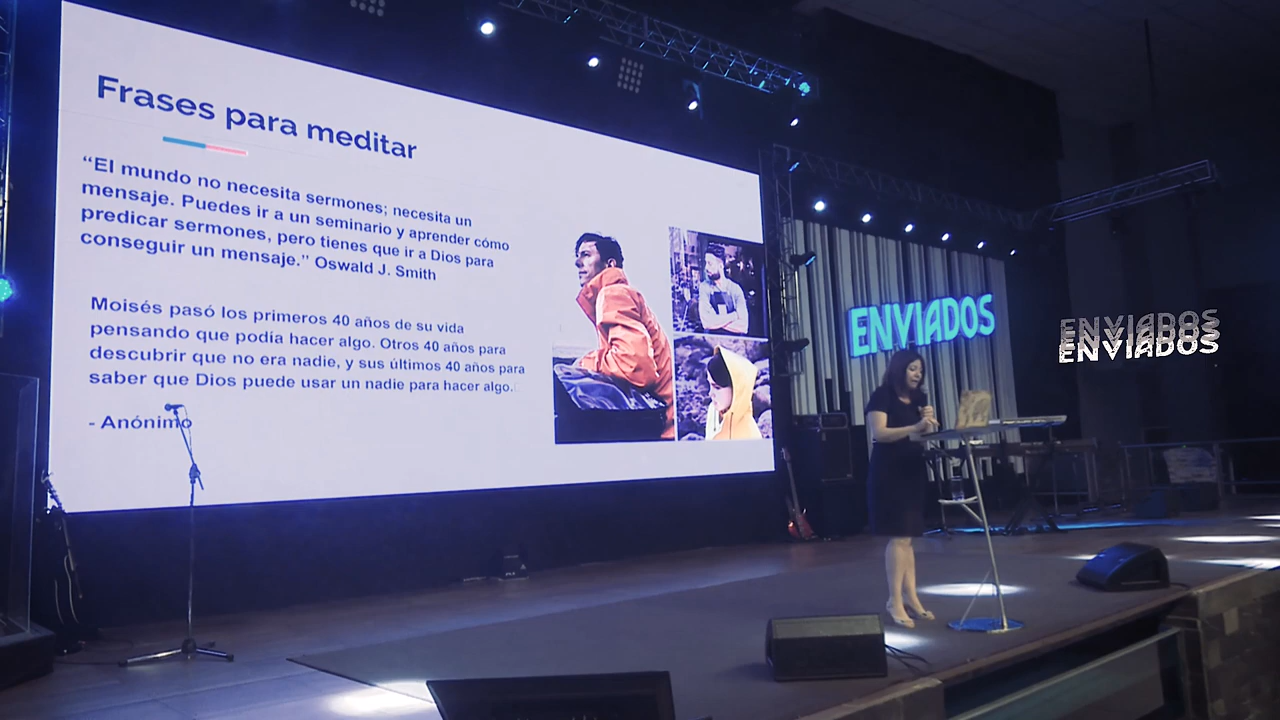 Frases para meditar
“El mundo no necesita sermones; necesita un
mensaje. Puedes ir a un seminario y aprender cómo
predicar sermones, pero tienes que ir a Dios para
conseguir un mensaje.” Oswald J. Smith
Moisés pasó los primeros 40 años de su vida
pensando que podía hacer algo. Otros 40 años para
descubrir que no era nadie, y sus últimos 40 años para
saber que Dios puede usar un nadie para hacer algo.
- Anónimo
ENVIADOS
ENVIADOS
ENVIADOS
ENVIADOS